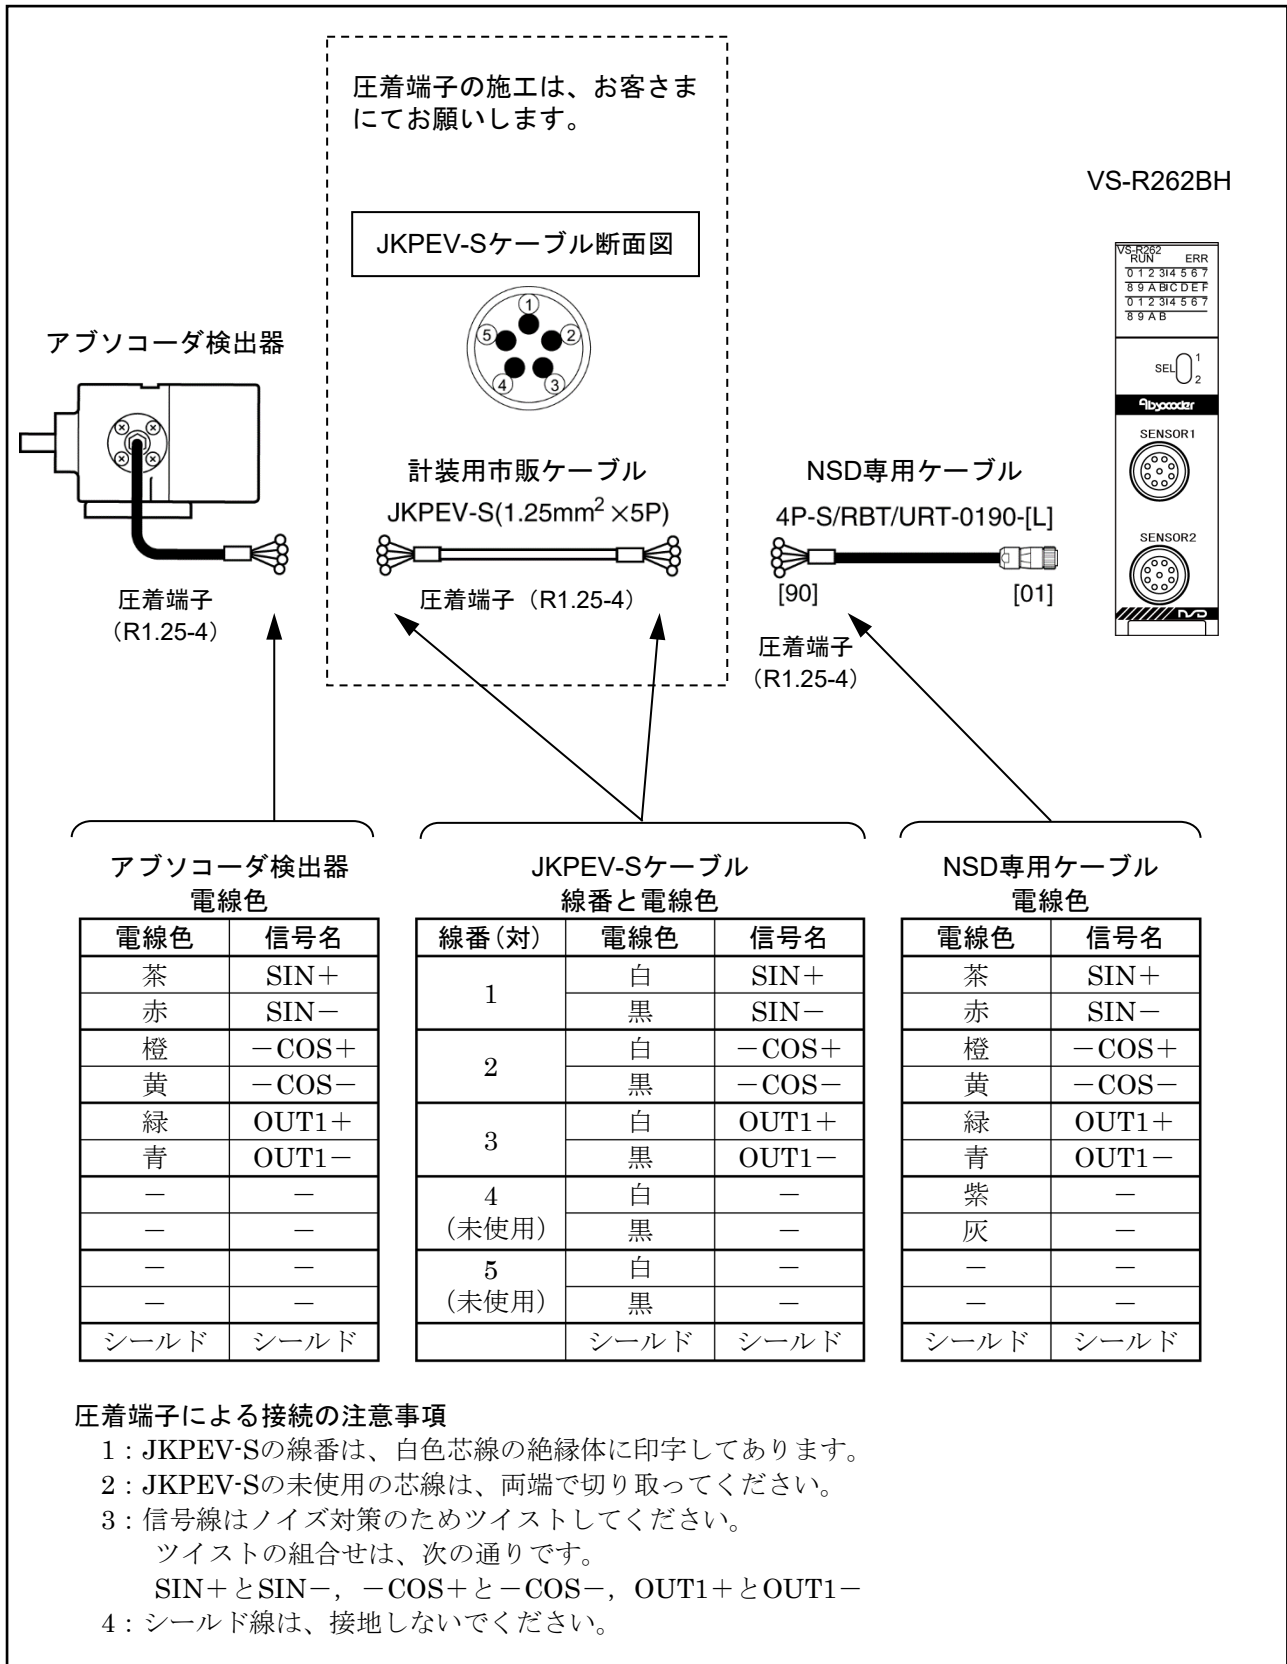 圧着端子の施工は、お客さま
にてお願いします。
VS-R262BH
JKPEV-Sケーブル断面図
1
5
2
4
3
VS-R262
RUN ERR
0 1 2 3 4 5 6 7
8 9 A B C D E F
0 1 2 3 4 5 6 7
8 9 A B
SEL
1
2
Absocoder
SENSOR1
SENSOR2
NSD
アブソコーダ検出器
計装用市販ケーブル
JKPEV-S(1.25mm²×5P)
NSD専用ケーブル
4P-S/RBT/URT-0190-[L]
圧着端子
（R1.25-4）
圧着端子（R1.25-4）
[90]
[01]
圧着端子
（R1.25-4）
アブソコーダ検出器
電線色
電線色 信号名
茶 SIN＋
赤 SIN－
橙 －COS＋
黄 －COS－
緑 OUT1＋
青 OUT1－
－ －
－ －
－ －
－ －
シールド シールド
JKPEV-Sケーブル
線番と電線色
線番（対） 電線色 信号名
1 白 SIN＋
黒 SIN－
2 白 －COS＋
黒 －COS－
3 白 OUT1＋
黒 OUT1－
4 白 －
（未使用） 黒 －
5 白 －
（未使用） 黒 －
シールド シールド
NSD専用ケーブル
電線色
電線色 信号名
茶 SIN＋
赤 SIN－
橙 －COS＋
黄 －COS－
緑 OUT1＋
青 OUT1－
紫 －
灰 －
－ －
－ －
シールド シールド
圧着端子による接続の注意事項
1：JKPEV-Sの線番は、白色芯線の絶縁体に印字してあります。
2：JKPEV-Sの未使用の芯線は、両端で切り取ってください。
3：信号線はノイズ対策のためツイストしてください。
ツイストの組合せは、次の通りです。
SIN＋とSIN－，－COS＋と－COS－，OUT1＋とOUT1－
4：シールド線は、接地しないでください。